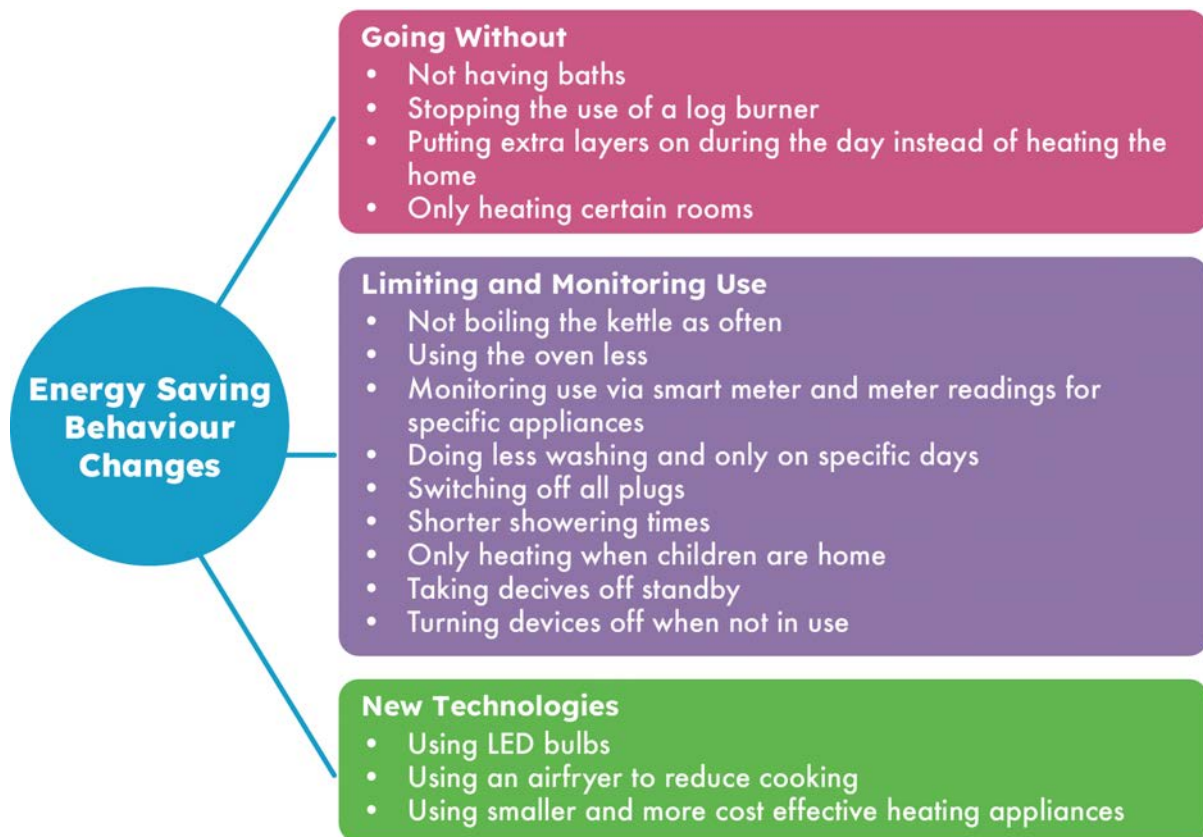 Energy Saving
Behaviour
Changes
Going Without
• Not having baths
• Stopping the use of a log burner
• Putting extra layers on during the day instead of heating the
home
• Only heating certain rooms
Limiting and Monitoring Use
• Not boiling the kettle as often
• Using the oven less
• Monitoring use via smart meter and meter readings for
specific appliances
• Doing less washing and only on specific days
• Switching off all plugs
• Shorter showering times
• Only heating when children are home
• Taking decives off standby
• Turning devices off when not in use
New Technologies
• Using LED bulbs
• Using an airfryer to reduce cooking
• Using smaller and more cost effective heating appliances